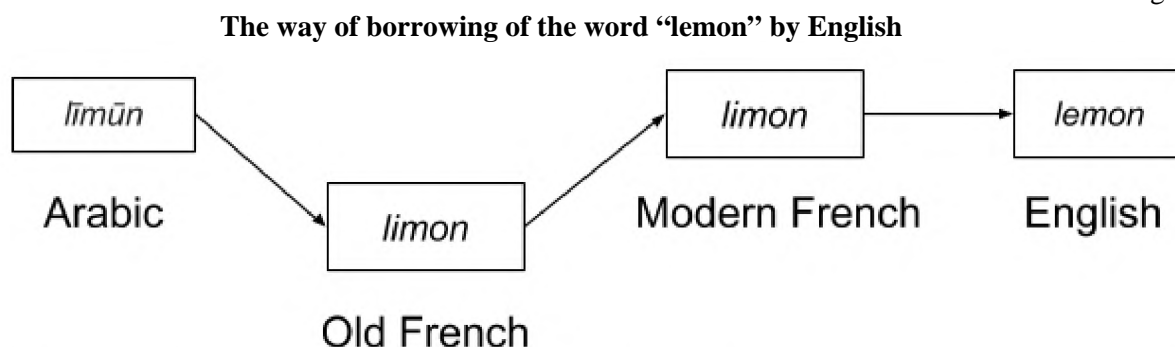 The way of borrowing of the word “lemon” by English
līmūn
Arabic
limon
Old French
limon
Modern French
lemon
English